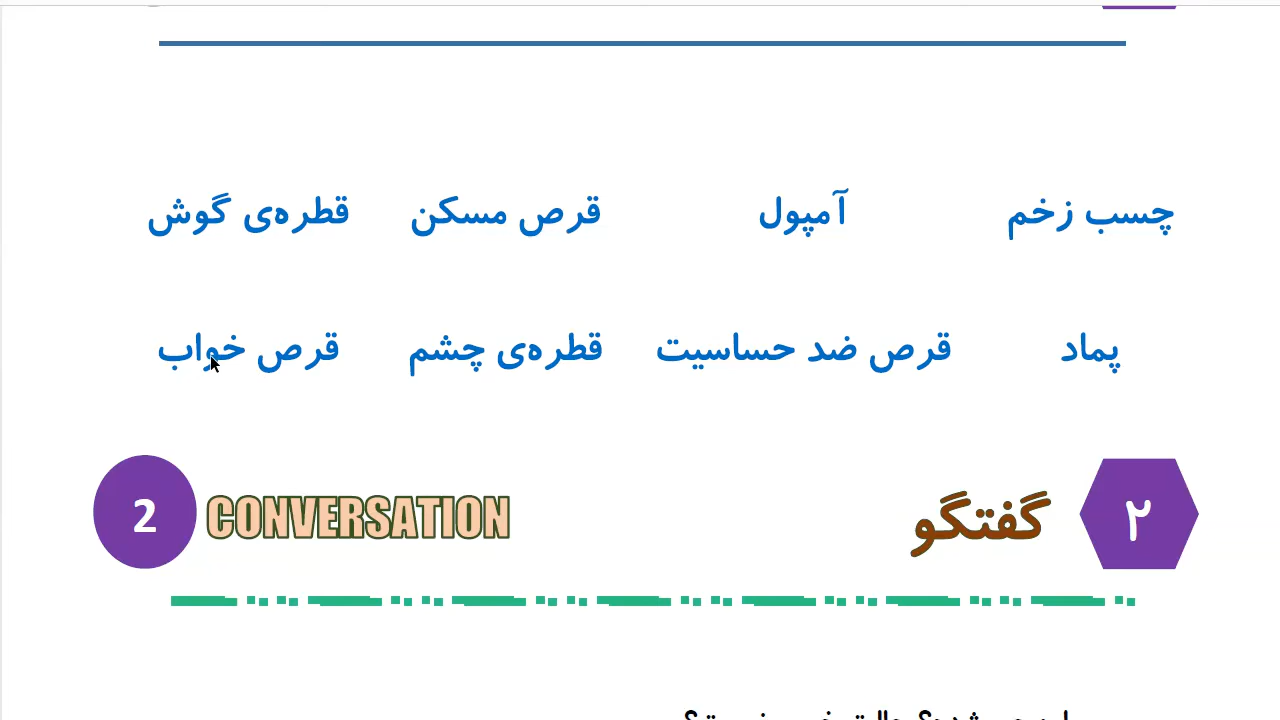 چسب زخم آمپول قرص مسکن قطره‌ی گوش
پماد قرص ضد حساسیت قطره‌ی چشم قرص خواب
۲ گفتگو CONVERSATION 2